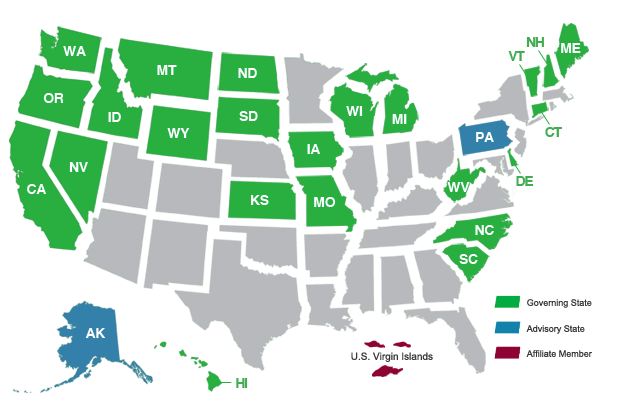 WA
MT
ND
NH
ME
VT
OR
ID
SD
WI
MI
WY
CT
IA
PA
NV
DE
CA
KS
MO
WV
NC
SC
Governing State
AK
Advisory State
U.S. Virgin Islands
Affiliate Member
HI